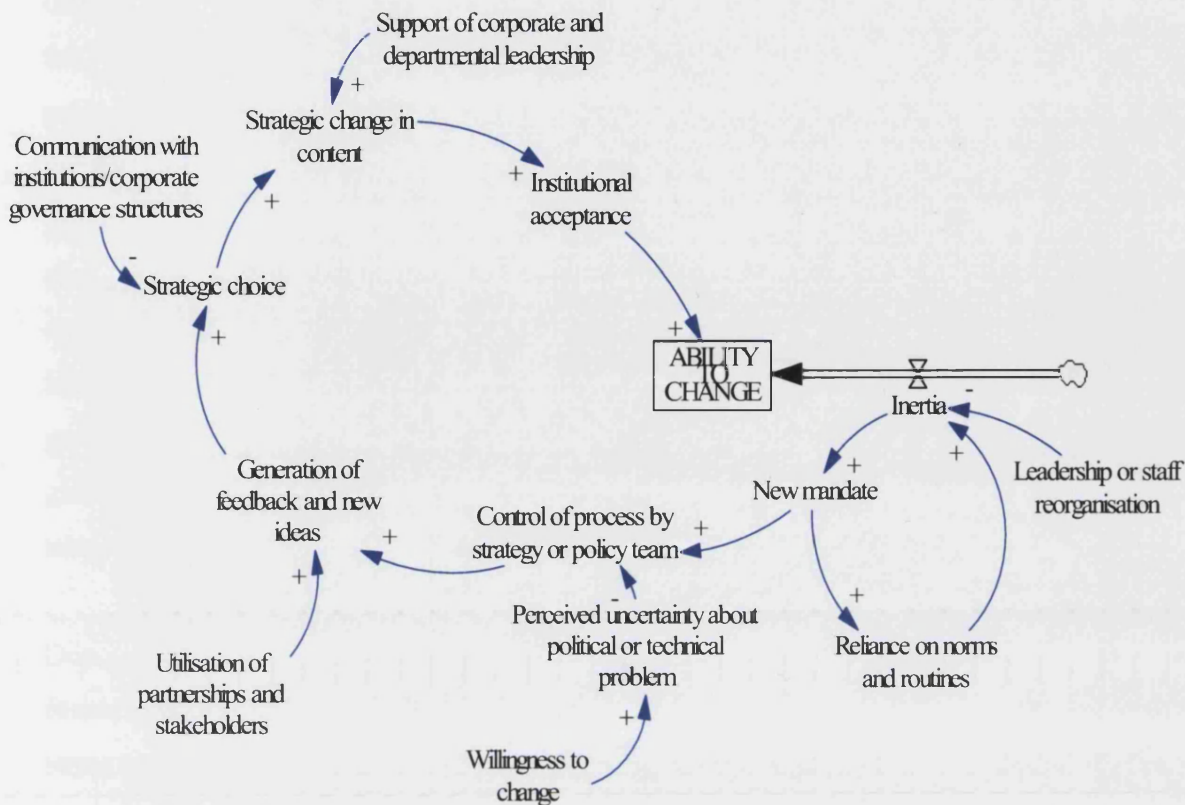 Support of corporate and
departmental leadership
+
Strategic change in
content
Communication with
institutions/corporate
governance structures
+
+
Institutional
acceptance
-
Strategic choice
+
+
ABILITY
TO
CHANGE
-
Inertia
+
+
Leadership or staff
reorganisation
Generation of
feedback and new
ideas
New mandate
Control of process by
strategy or policy team
+
+
+
-
+
Perceived uncertainty about
political or technical
problem
Reliance on norms
and routines
Utilisation of
partnerships and
stakeholders
+
Willingness to
change